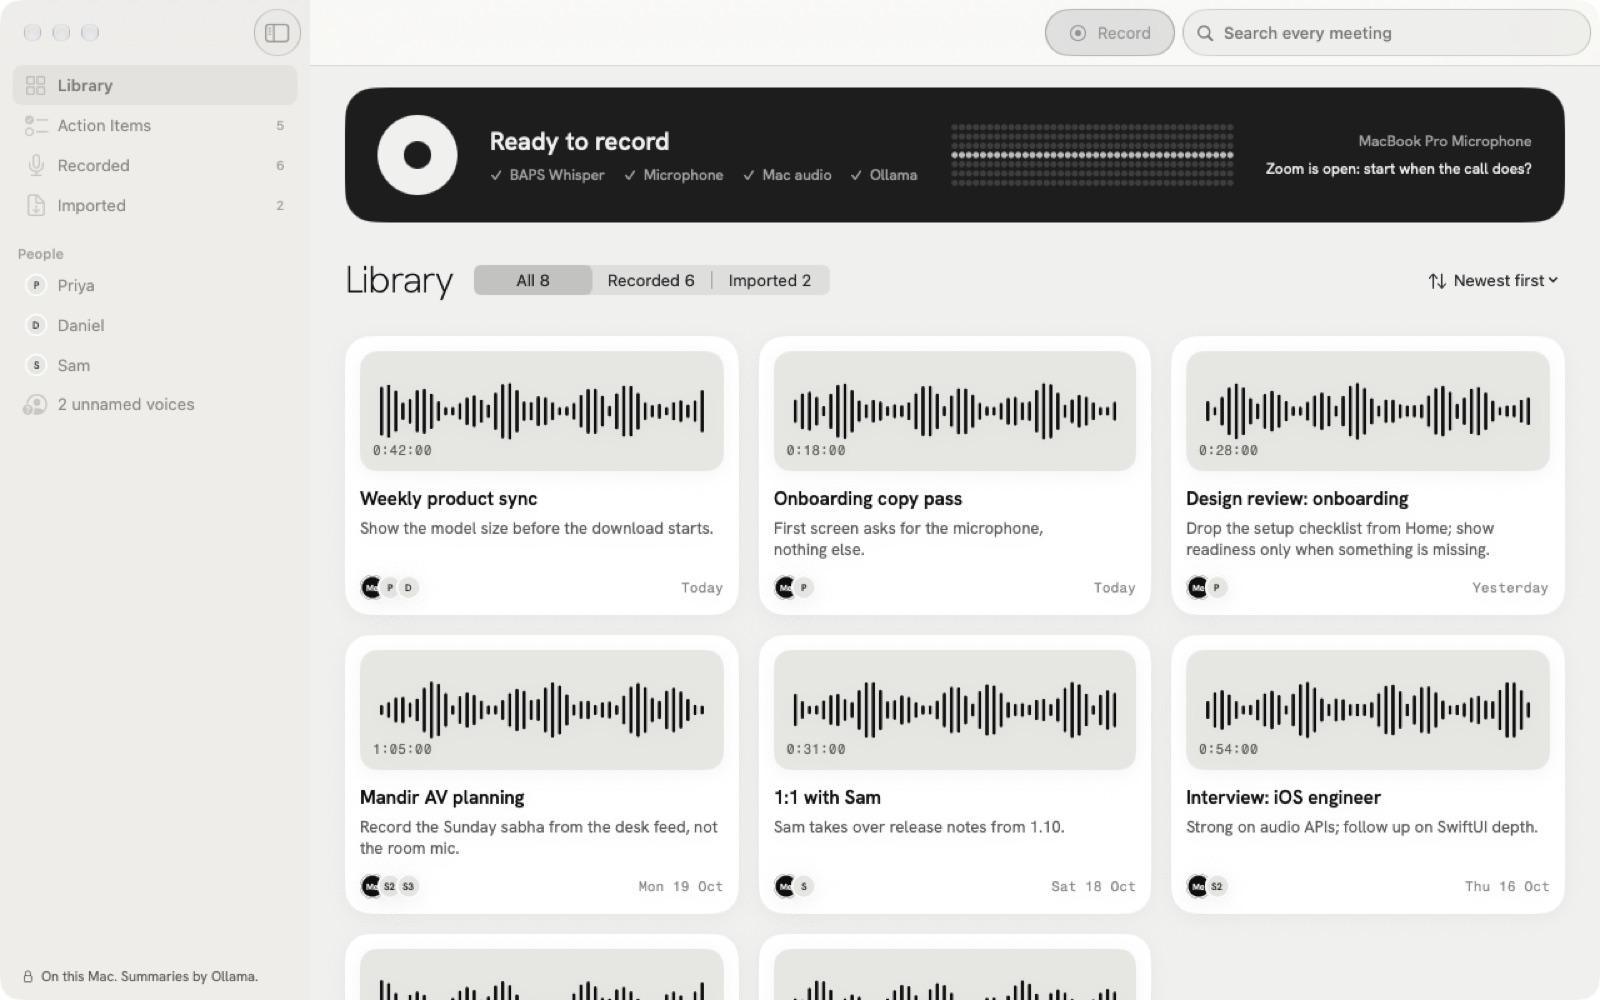 Record
Search every meeting
Library
Action Items 5
Recorded 6
Imported 2
People
P Priya
D Daniel
S Sam
2 unnamed voices
On this Mac. Summaries by Ollama.
Ready to record
BAPS Whisper Microphone Mac audio Ollama
MacBook Pro Microphone
Zoom is open: start when the call does?
Library
All 8 Recorded 6 Imported 2
Newest first
0:42:00
Weekly product sync
Show the model size before the download starts.
Me P D Today
0:18:00
Onboarding copy pass
First screen asks for the microphone,
nothing else.
Me P Today
0:28:00
Design review: onboarding
Drop the setup checklist from Home; show
readiness only when something is missing.
Me P Yesterday
1:05:00
Mandir AV planning
Record the Sunday sabha from the desk feed, not
the room mic.
Me S2 S3 Mon 19 Oct
0:31:00
1:1 with Sam
Sam takes over release notes from 1.10.
Me S Sat 18 Oct
0:54:00
Interview: iOS engineer
Strong on audio APIs; follow up on SwiftUI depth.
Me S2 Thu 16 Oct